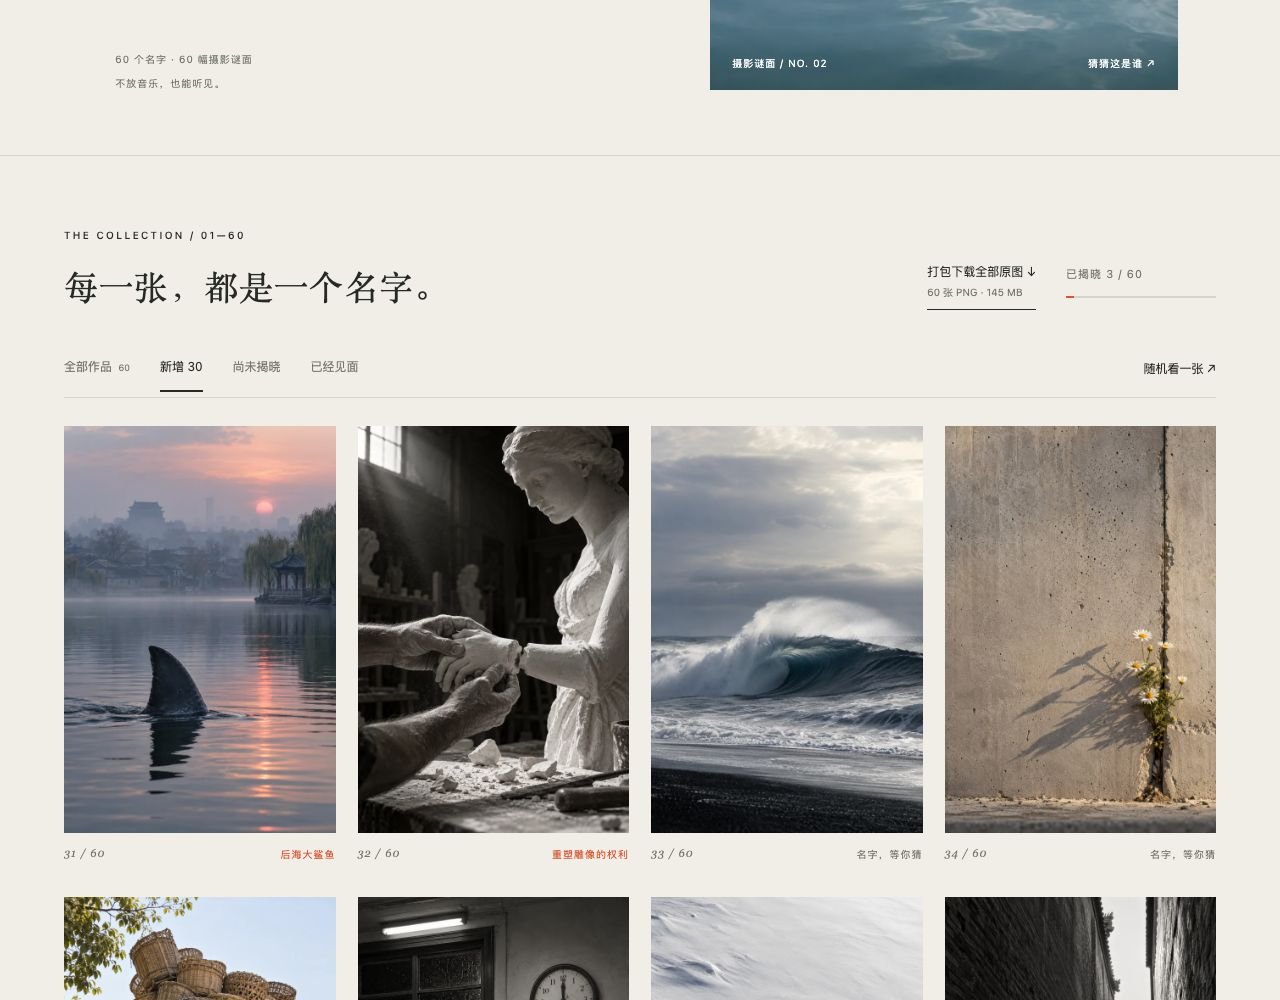 60 个名字 · 60 幅摄影谜面
不放音乐，也能听见。
摄影谜面 / NO. 02
猜猜这是谁 ↗
THE COLLECTION / 01—60
每一张，都是一个名字。
打包下载全部原图 ↓
60 张 PNG · 145 MB
已揭晓 3 / 60
全部作品 60
新增 30
尚未揭晓
已经见面
随机看一张 ↗
31 / 60
后海大鲨鱼
32 / 60
重塑雕像的权利
33 / 60
名字，等你猜
34 / 60
名字，等你猜